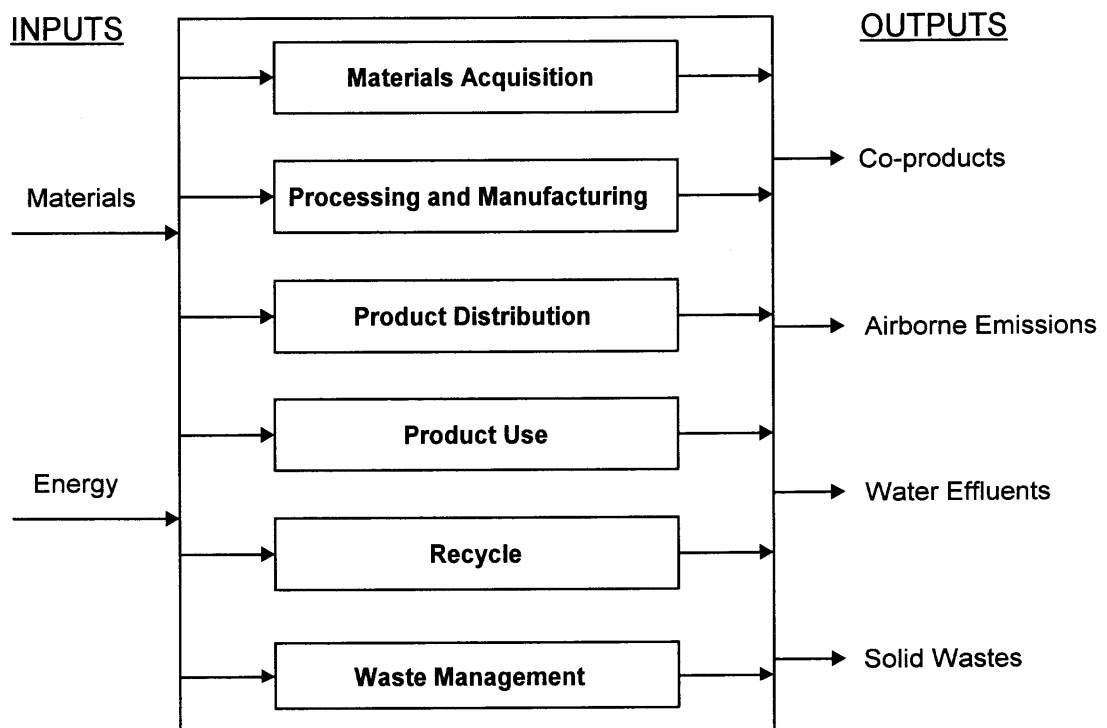 INPUTS
OUTPUTS
Materials Acquisition
Co-products
Materials
Processing and Manufacturing
Product Distribution
Airborne Emissions
Product Use
Energy
Water Effluents
Recycle
Solid Wastes
Waste Management